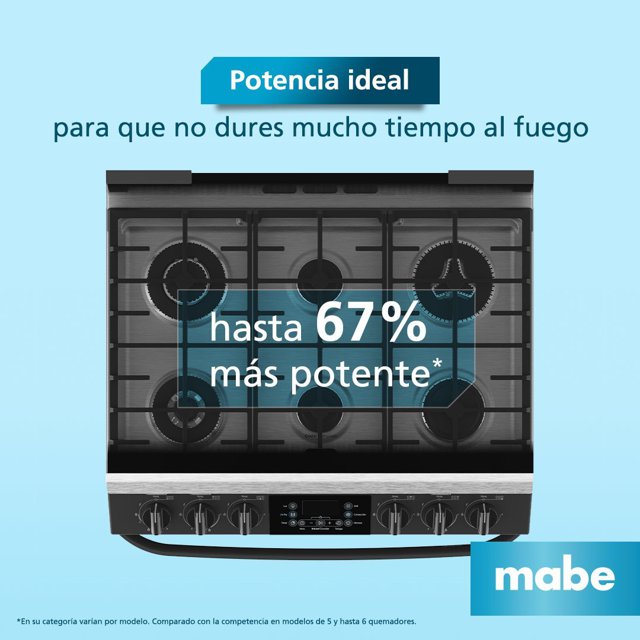 Potencia ideal
para que no dures mucho tiempo al fuego
hasta 67%
más potente*
mabe
*En su categoría varian por modelo. Comparado con la competencia en modelos de 5 y hasta 6 quemadores.